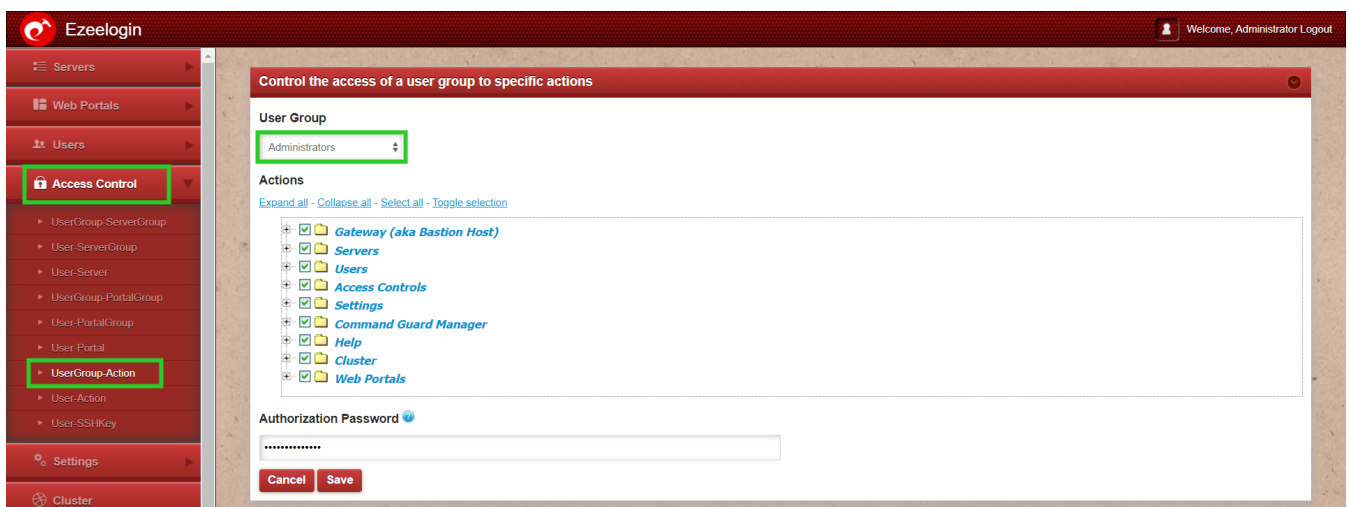 Ezeelogin
Welcome, Administrator Logout
Servers
Web Portals
Users
Access Control
UserGroup-ServerGroup
User-ServerGroup
User-Server
UserGroup-PortalGroup
User-PortalGroup
User-Portal
UserGroup-Action
User-Action
User-SSHKey
Settings
Cluster
Control the access of a user group to specific actions
User Group
Administrators
Actions
Expand all - Collapse all - Select all - Toggle selection
Gateway (aka Bastion Host)
Servers
Users
Access Controls
Settings
Command Guard Manager
Help
Cluster
Web Portals
Authorization Password
••••••••••••••
Cancel Save